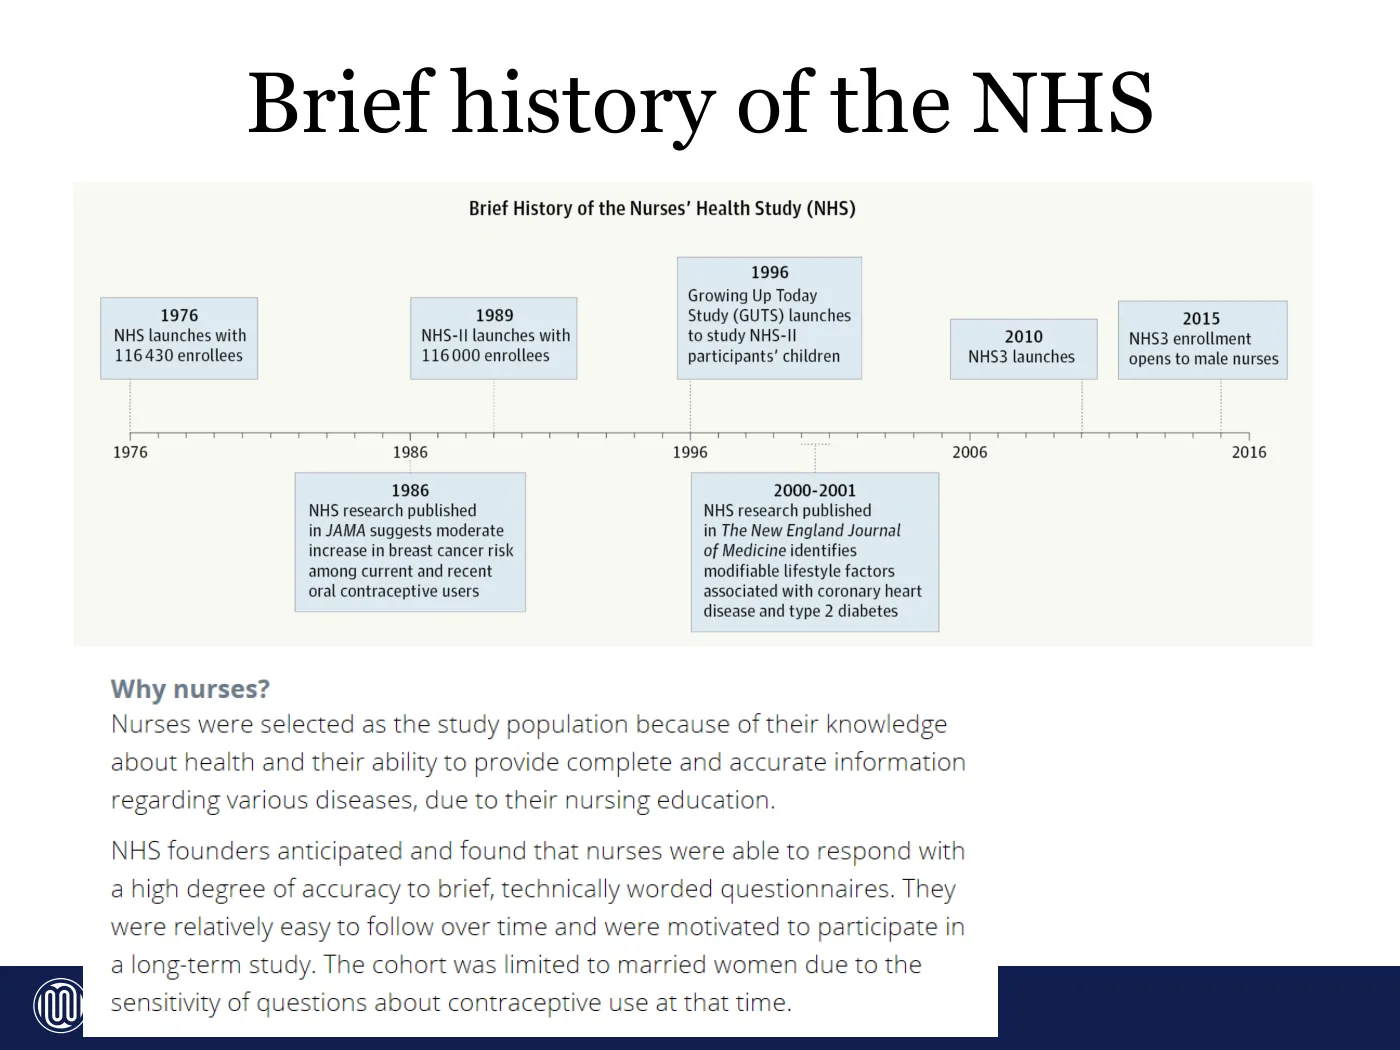 Brief history of the NHS
Brief History of the Nurses’ Health Study (NHS)
1976
NHS launches with
116 430 enrollees
1989
NHS-II launches with
116 000 enrollees
1996
Growing Up Today
Study (GUTS) launches
to study NHS-II
participants’ children
2010
NHS3 launches
2015
NHS3 enrollment
opens to male nurses
1976
1986
1996
2006
2016
1986
NHS research published
in JAMA suggests moderate
increase in breast cancer risk
among current and recent
oral contraceptive users
2000-2001
NHS research published
in The New England Journal
of Medicine identifies
modifiable lifestyle factors
associated with coronary heart
disease and type 2 diabetes
Why nurses?
Nurses were selected as the study population because of their knowledge
about health and their ability to provide complete and accurate information
regarding various diseases, due to their nursing education.
NHS founders anticipated and found that nurses were able to respond with
a high degree of accuracy to brief, technically worded questionnaires. They
were relatively easy to follow over time and were motivated to participate in
a long-term study. The cohort was limited to married women due to the
sensitivity of questions about contraceptive use at that time.